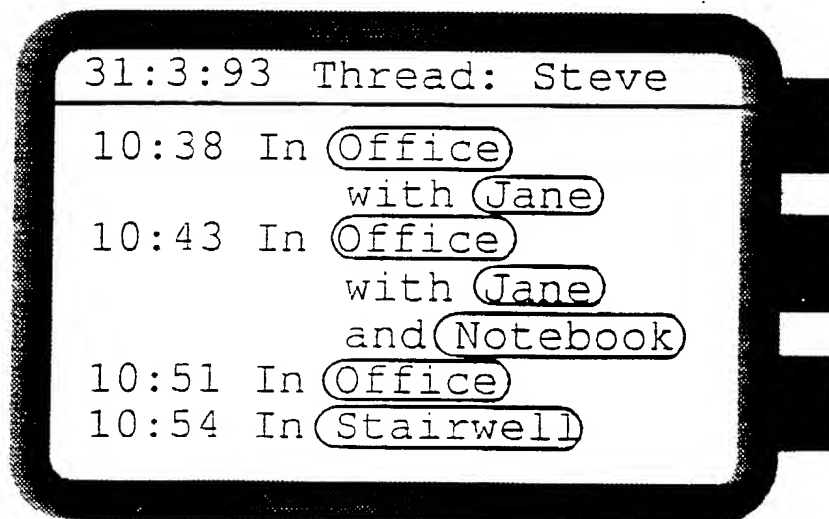 31:3:93 Thread: Steve
10:38 In Office
with Jane
10:43 In Office
with Jane
and Notebook
10:51 In Office
10:54 In Stairwell